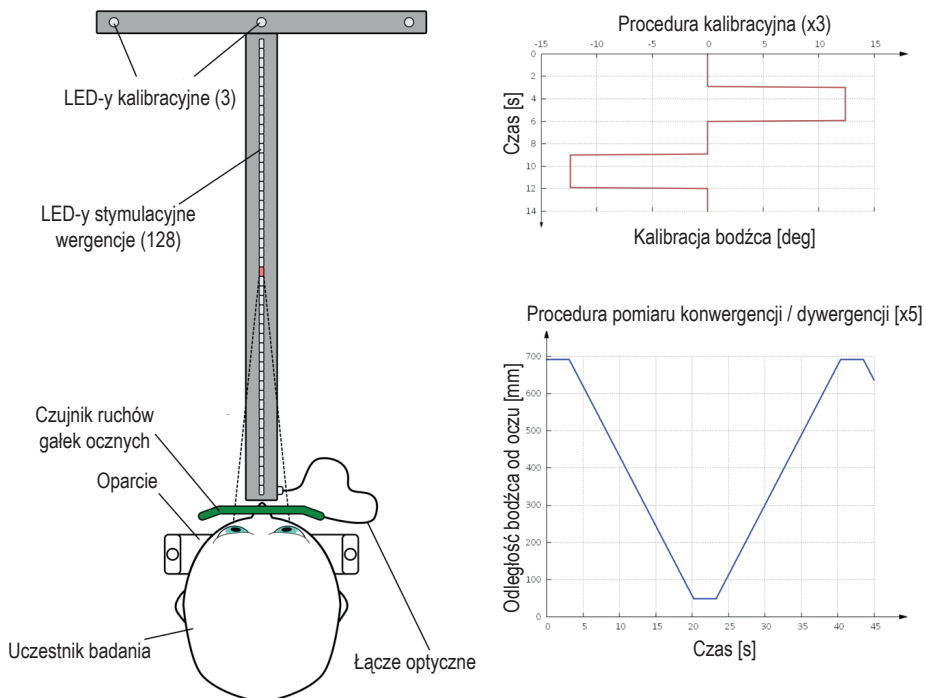 LED-y kalibracyjne (3)
LED-y stymulacyjne
wergencje (128)
Czujnik ruchów
gałek ocznych
Oparcie
Uczestnik badania
Łącze optyczne
Procedura kalibracyjna (x3)
-15 -10 -5 0 5 10 15
0
2
4
6
8
10
12
14
Czas [s]
Kalibracja bodźca [deg]
Procedura pomiaru konwergencji / dywergencji [x5]
700
600
500
400
300
200
100
0
Odległość bodźca od oczu [mm]
0 5 10 15 20 25 30 35 40 45
Czas [s]